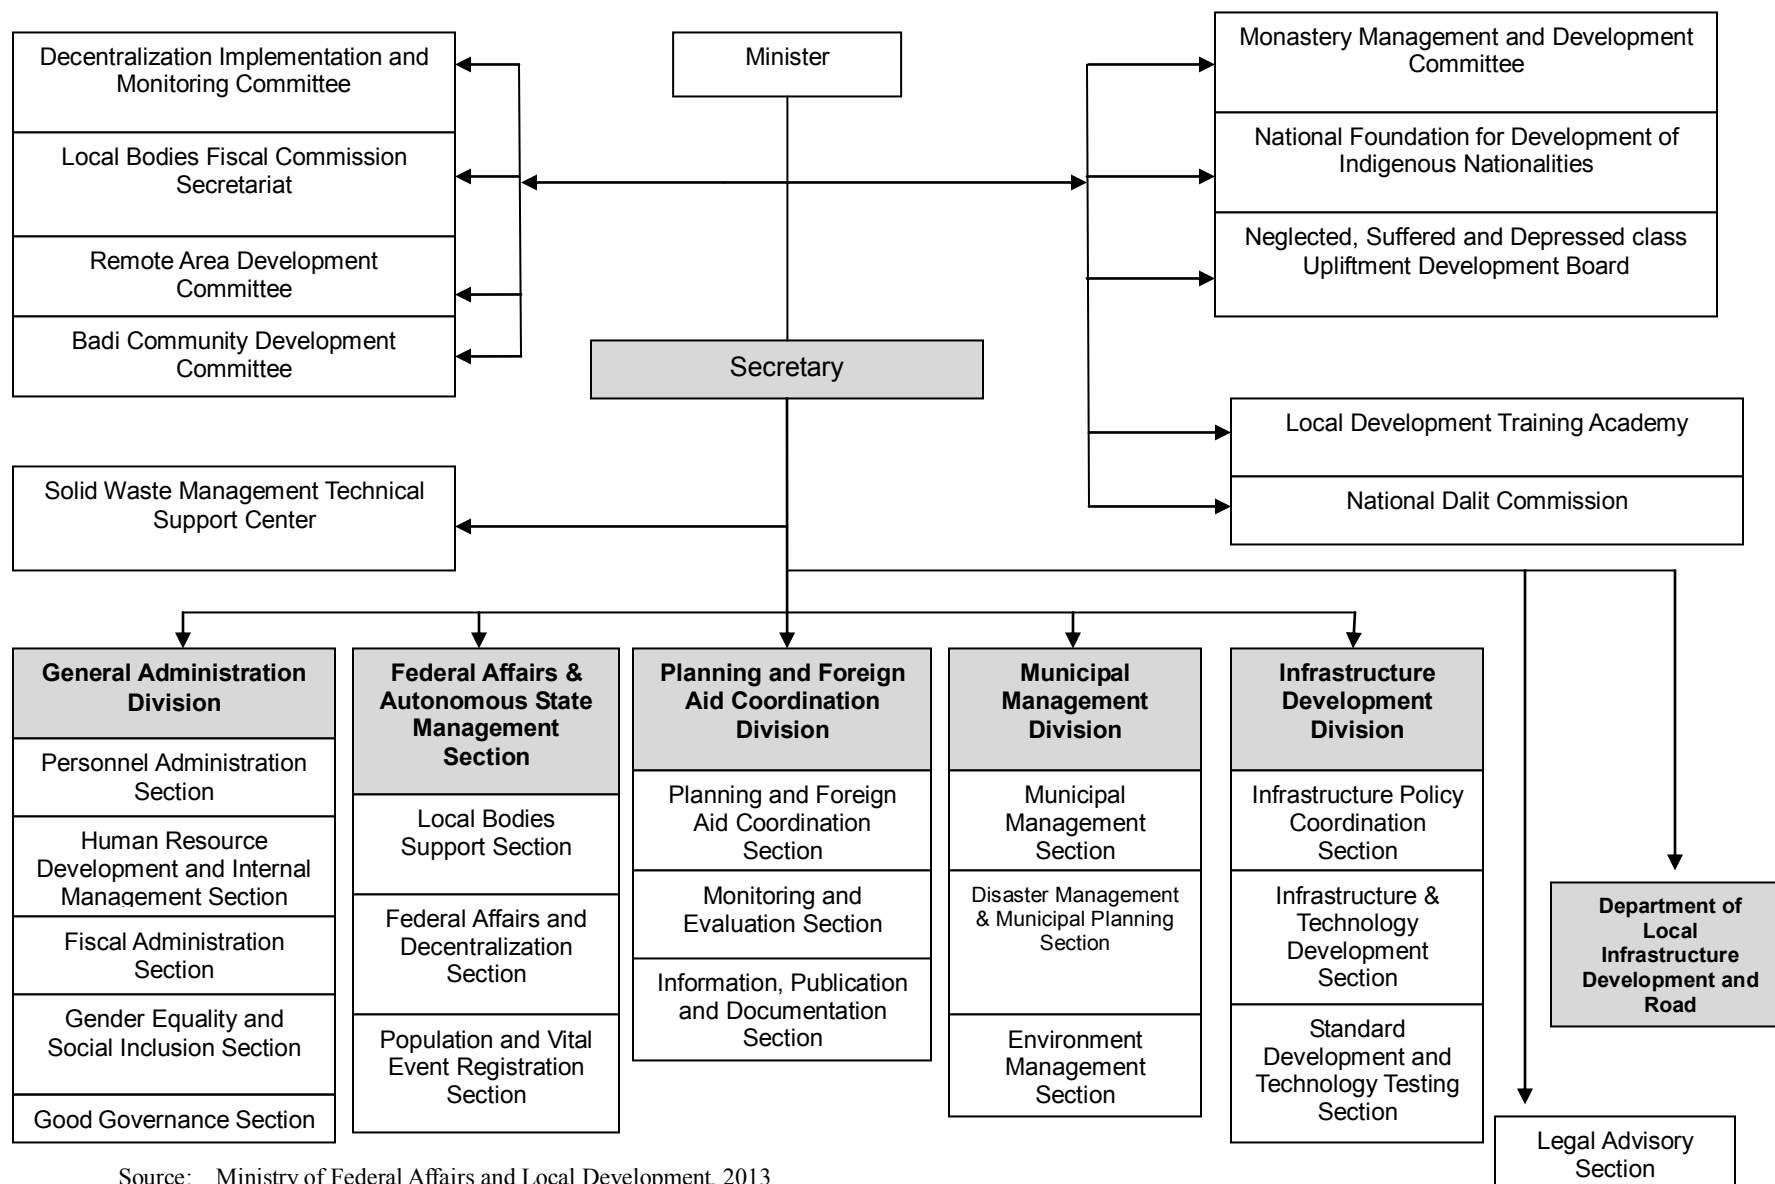 Decentralization Implementation and
Monitoring Committee
Local Bodies Fiscal Commission
Secretariat
Remote Area Development
Committee
Badi Community Development
Committee
Minister
Monastery Management and Development
Committee
National Foundation for Development of
Indigenous Nationalities
Neglected, Suffered and Depressed class
Upliftment Development Board
Secretary
Local Development Training Academy
National Dalit Commission
Solid Waste Management Technical
Support Center
General Administration
Division
Personnel Administration
Section
Human Resource
Development and Internal
Management Section
Fiscal Administration
Section
Gender Equality and
Social Inclusion Section
Good Governance Section
Federal Affairs &
Autonomous State
Management
Section
Local Bodies
Support Section
Federal Affairs and
Decentralization
Section
Population and Vital
Event Registration
Section
Planning and Foreign
Aid Coordination
Division
Planning and Foreign
Aid Coordination
Section
Monitoring and
Evaluation Section
Information, Publication
and Documentation
Section
Municipal
Management
Division
Municipal
Management
Section
Disaster Management
& Municipal Planning
Section
Environment
Management
Section
Infrastructure
Development
Division
Infrastructure Policy
Coordination
Section
Infrastructure &
Technology
Development
Section
Standard
Development and
Technology Testing
Section
Department of
Local
Infrastructure
Development and
Road
Legal Advisory
Section
Source: Ministry of Federal Affairs and Local Development, 2013